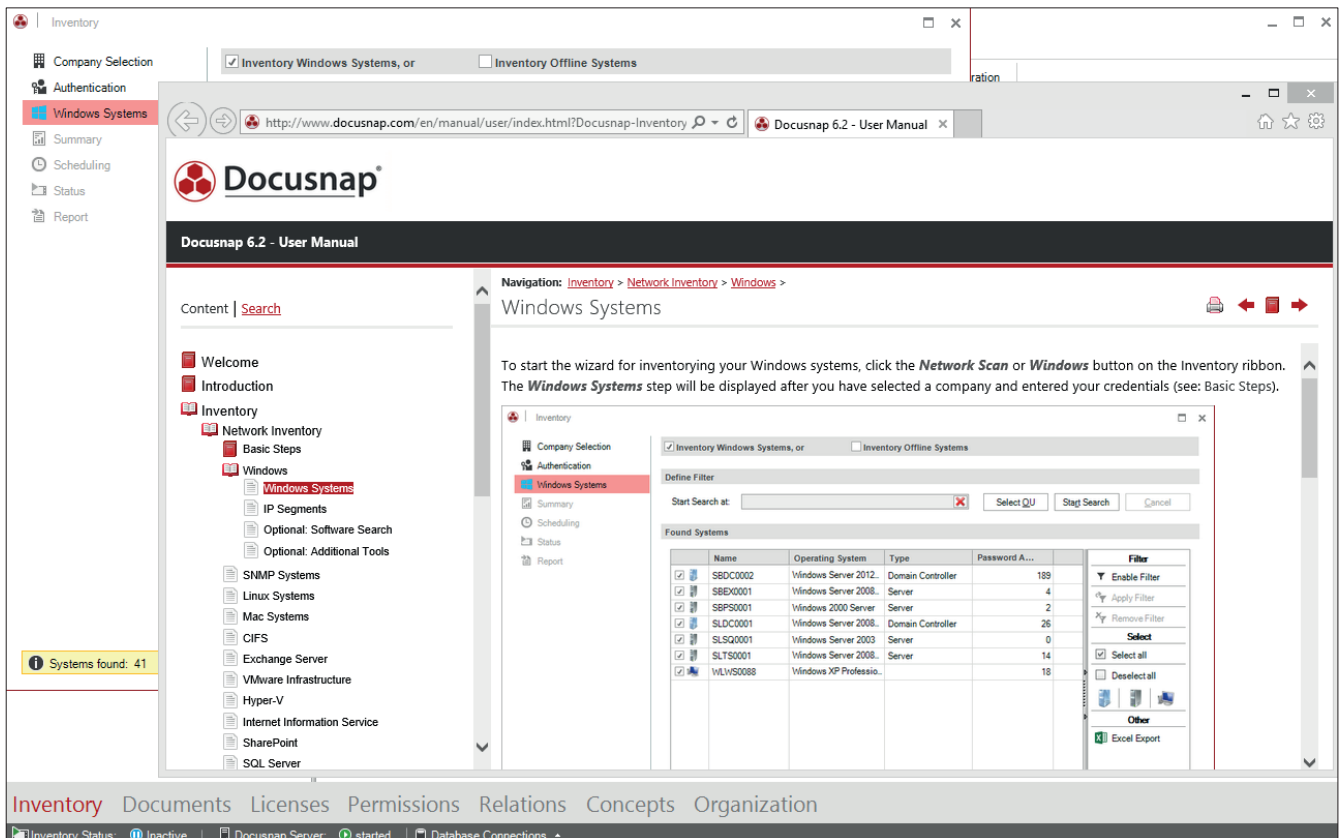 Inventory
Company Selection
Authentication
Windows Systems
Summary
Scheduling
Status
Report
Inventory Windows Systems, or
Inventory Offline Systems
ration
Systems found: 41
http://www.docusnap.com/en/manual/user/index.html?Docusnap-Inventory
Docusnap 6.2 - User Manual
Docusnap
Docusnap 6.2 - User Manual
Content | Search
Welcome
Introduction
Inventory
Network Inventory
Basic Steps
Windows
Windows Systems
IP Segments
Optional: Software Search
Optional: Additional Tools
SNMP Systems
Linux Systems
Mac Systems
CIFS
Exchange Server
VMware Infrastructure
Hyper-V
Internet Information Service
SharePoint
SQL Server
Navigation: Inventory > Network Inventory > Windows >
Windows Systems
To start the wizard for inventorying your Windows systems, click the Network Scan or Windows button on the Inventory ribbon.
The Windows Systems step will be displayed after you have selected a company and entered your credentials (see: Basic Steps).
Inventory
Company Selection
Authentication
Windows Systems
Summary
Scheduling
Status
Report
Inventory Windows Systems, or
Inventory Offline Systems
Define Filter
Start Search at:
Select OU
Start Search
Cancel
Found Systems
Name Operating System Type Password A...
SBDC0002 Windows Server 2012.. Domain Controller 189
SBEX0001 Windows Server 2008.. Server 4
SBPS0001 Windows 2000 Server Server 2
SLDC0001 Windows Server 2008.. Domain Controller 26
SLSQ0001 Windows Server 2003 Server 0
SLTS0001 Windows Server 2008.. Server 14
WLWS0088 Windows XP Professio.. 18
Filter
Enable Filter
Apply Filter
Remove Filter
Select
Select all
Deselect all
Other
Excel Export
Inventory Documents Licenses Permissions Relations Concepts Organization
Inventory Status: Inactive | Docusnap Server: started | Database Connections